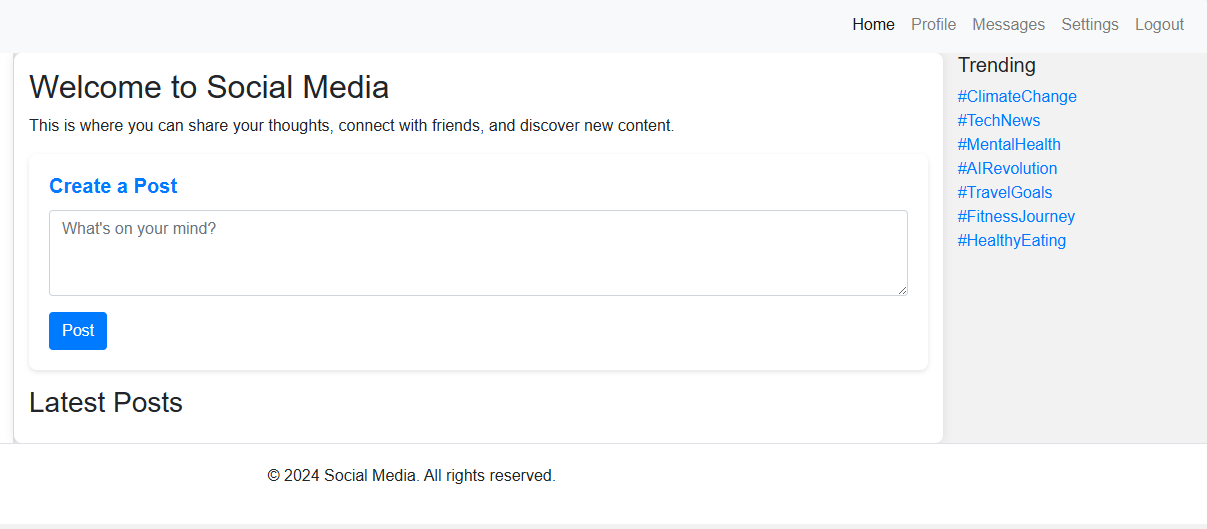 Home Profile Messages Settings Logout
Welcome to Social Media
This is where you can share your thoughts, connect with friends, and discover new content.
Create a Post
What's on your mind?
Post
Latest Posts
Trending
#ClimateChange
#TechNews
#MentalHealth
#AIRevolution
#TravelGoals
#FitnessJourney
#HealthyEating
© 2024 Social Media. All rights reserved.